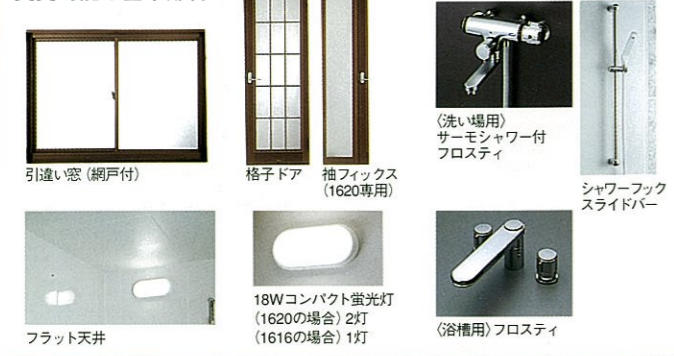 引違い窓（網戸付）
格子ドア
袖フィックス
（1620専用）
〈洗い場用〉
サーモシャワー付
フロスティ
シャワーフック
スライドバー
フラット天井
18Wコンパクト蛍光灯
（1620の場合）2灯
（1616の場合）1灯
〈浴槽用〉フロスティ